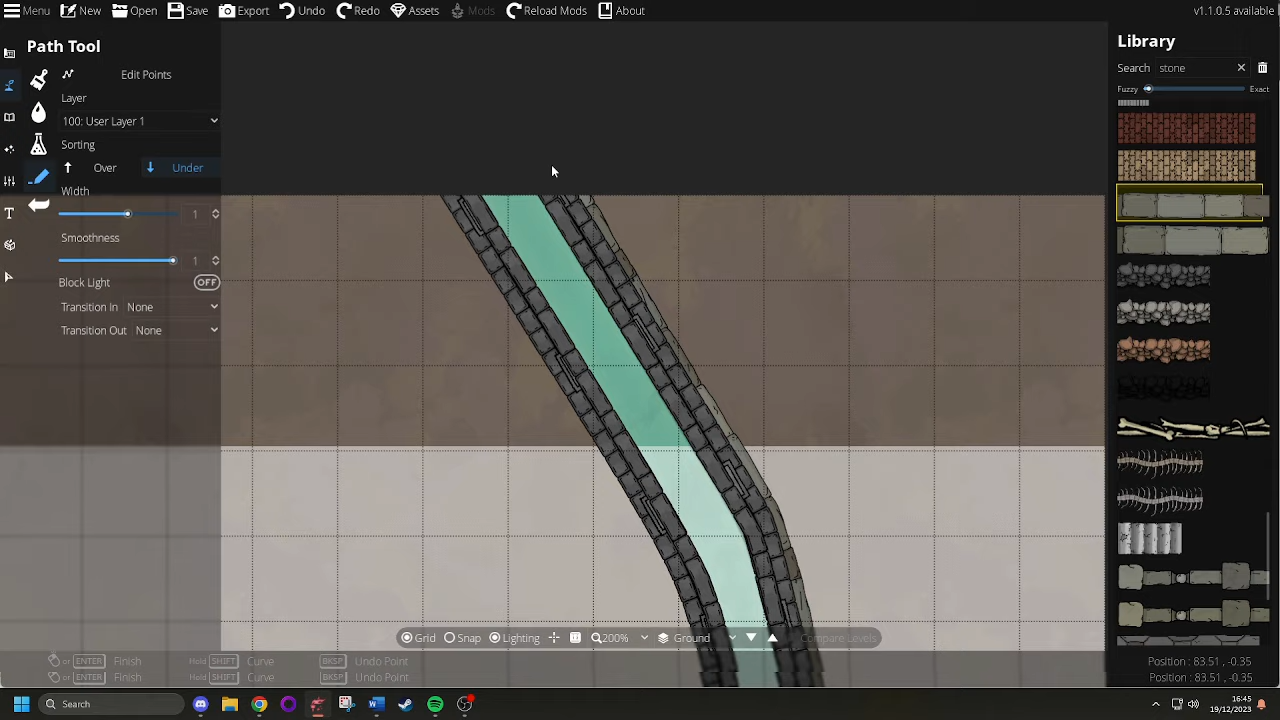 Menu New Open Save Export Undo Redo Assets Mods Reload Mods About v1.1.0.5 available
Path Tool
Edit Points
Layer
100: User Layer 1
Sorting
Over Under
Width
1
Smoothness
1
Block Light OFF
Transition In None
Transition Out None
Library
Search stone
Fuzzy Exact
Grid Snap Lighting 200% Ground Compare Levels
or ENTER Finish Hold SHIFT Curve BKSP Undo Point
or ENTER Finish Hold SHIFT Curve BKSP Undo Point
Position : 83.51 , -0.35
Position : 83.51 , -0.35
Search
16:45
19/12/2023